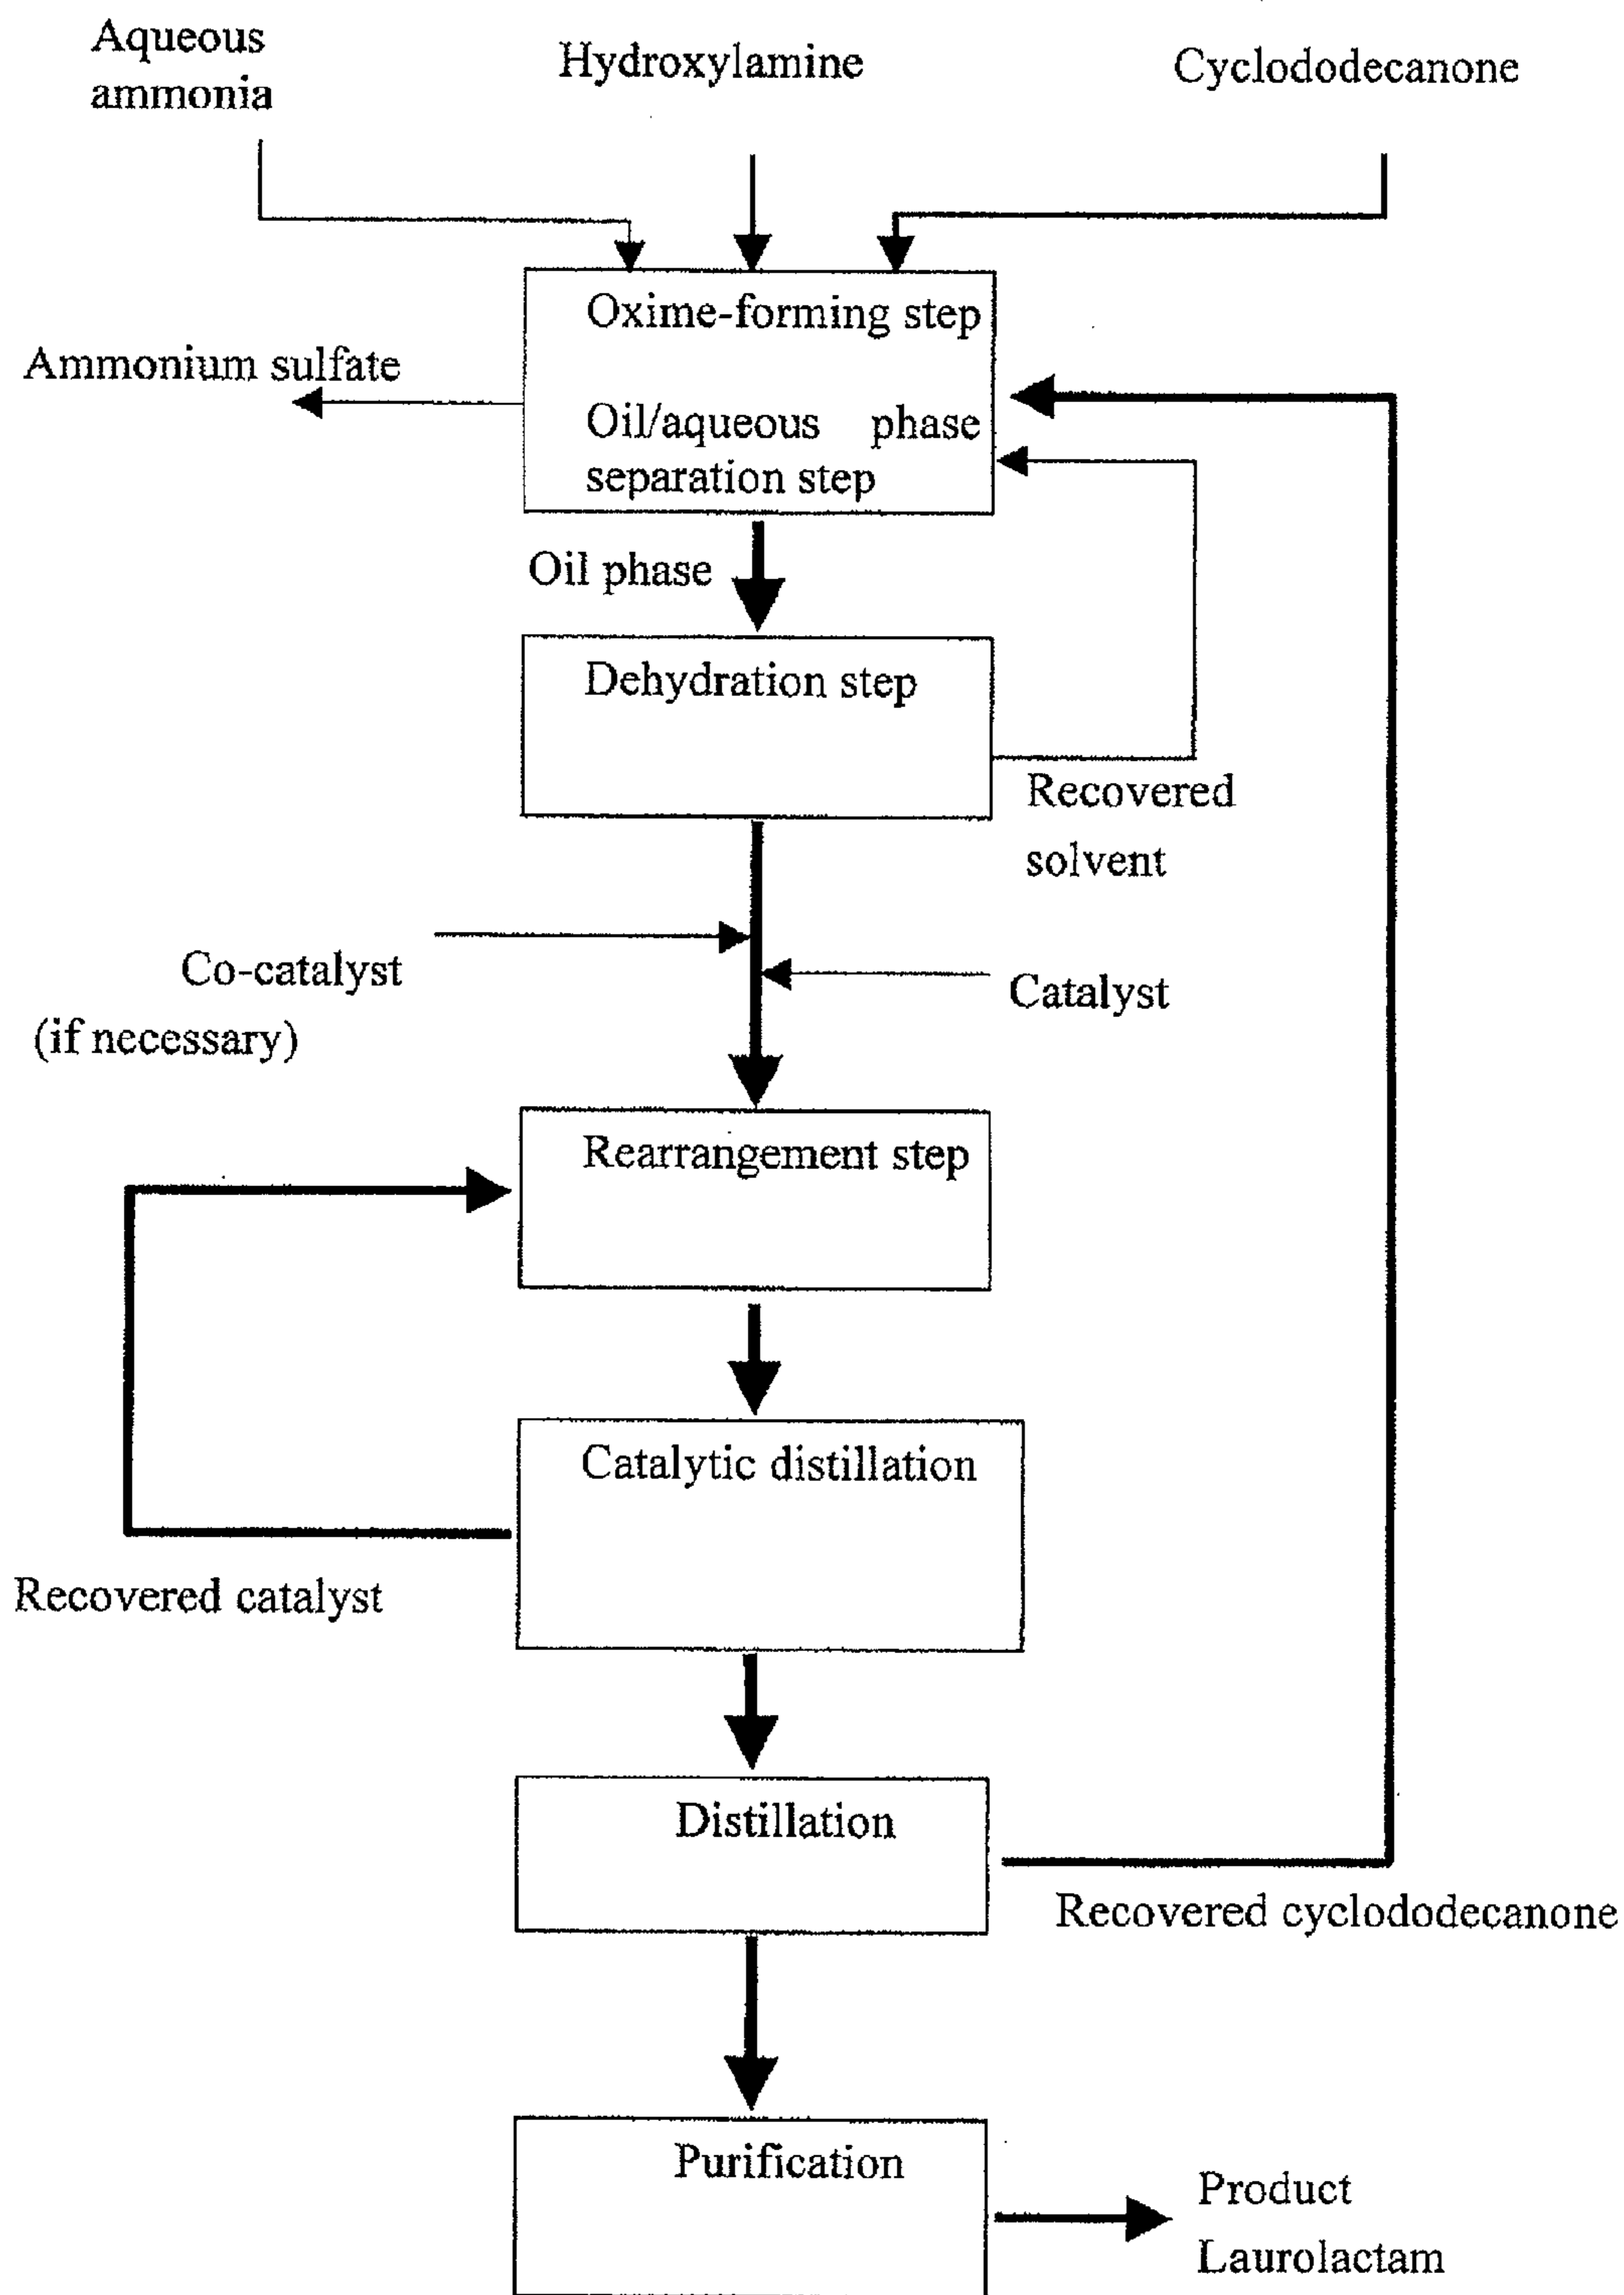 Aqueous
ammonia
Hydroxylamine
Cyclododecanone
Oxime-forming step
Ammonium sulfate
Oil/aqueous phase
separation step
Oil phase
Dehydration step
Recovered
solvent
Co-catalyst
(if necessary)
Catalyst
Rearrangement step
Catalytic distillation
Recovered catalyst
Distillation
Recovered cyclododecanone
Purification
Product
Laurolactam